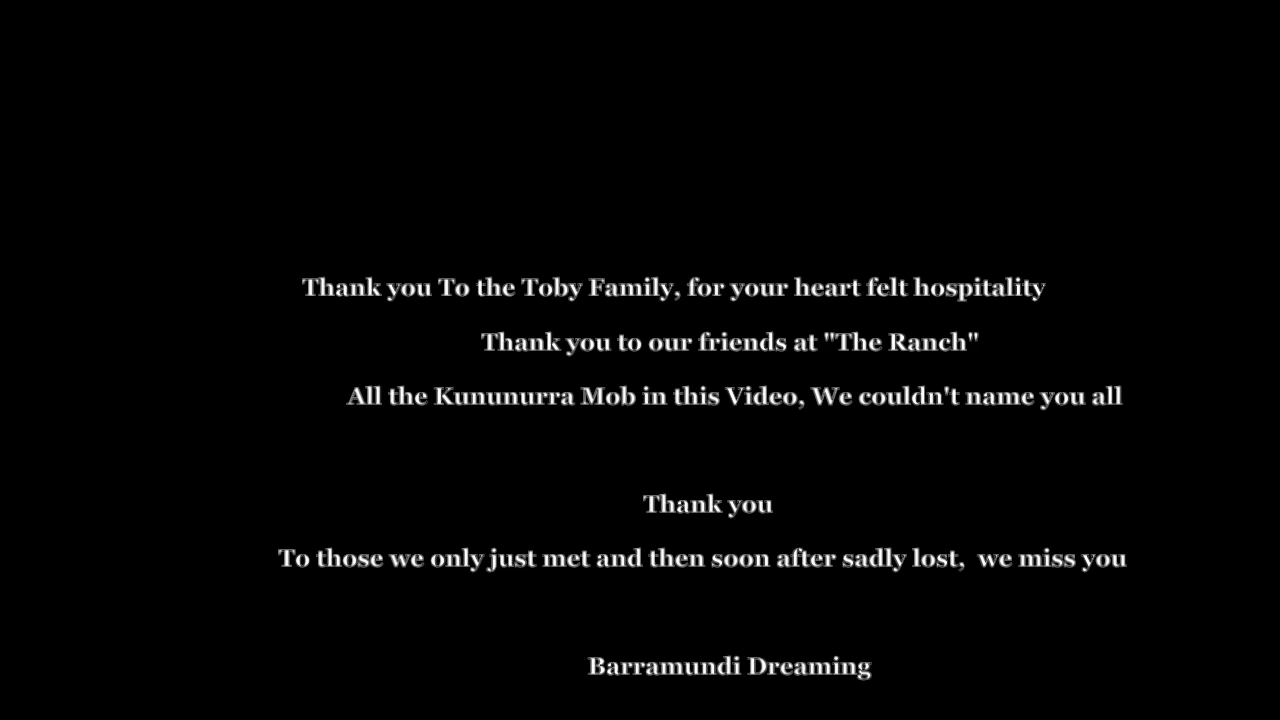 Thank you To the Toby Family, for your heart felt hospitality
Thank you to our friends at "The Ranch"
All the Kununurra Mob in this Video, We couldn't name you all
Thank you
To those we only just met and then soon after sadly lost,  we miss you
Barramundi Dreaming